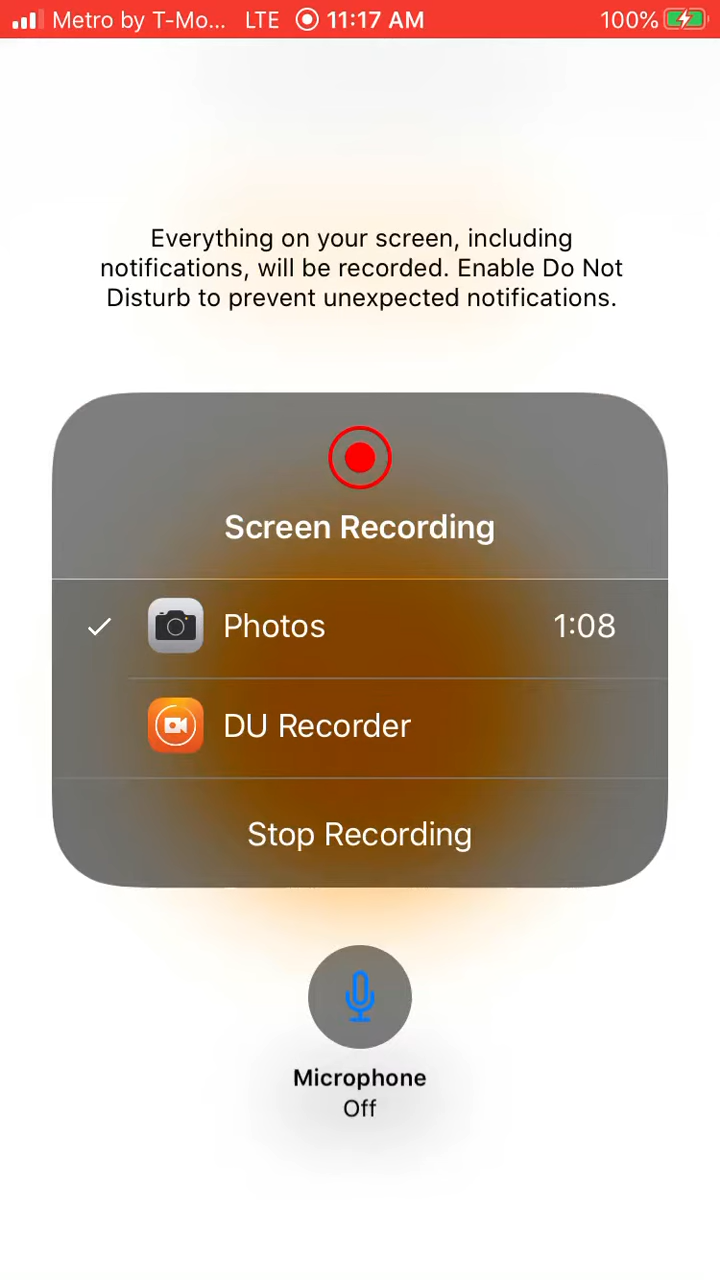 Metro by T-Mo... LTE 11:17 AM 100%
Everything on your screen, including
notifications, will be recorded. Enable Do Not
Disturb to prevent unexpected notifications.
Screen Recording
Photos 1:08
DU Recorder
Stop Recording
Microphone
Off